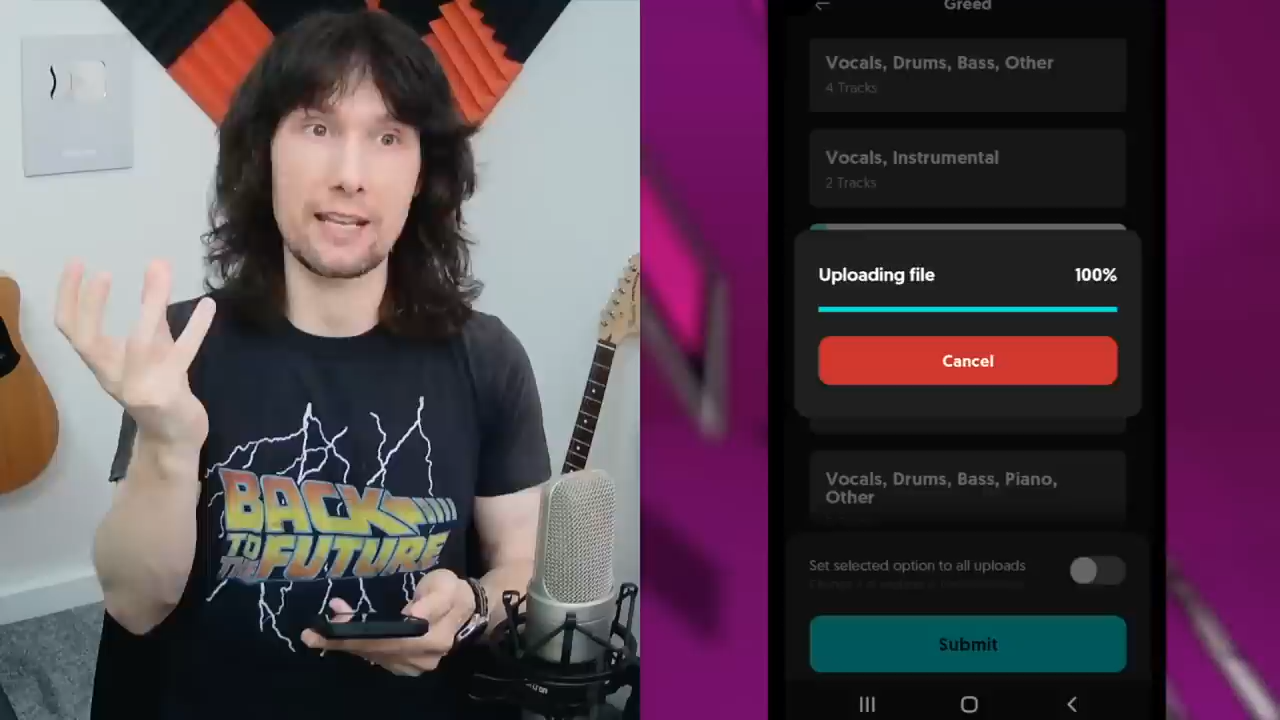 BACK
TO THE FUTURE
Greed
Vocals, Drums, Bass, Other
4 Tracks
Vocals, Instrumental
2 Tracks
Uploading file 100%
Cancel
Vocals, Drums, Bass, Piano,
Other
Set selected option to all uploads
Submit